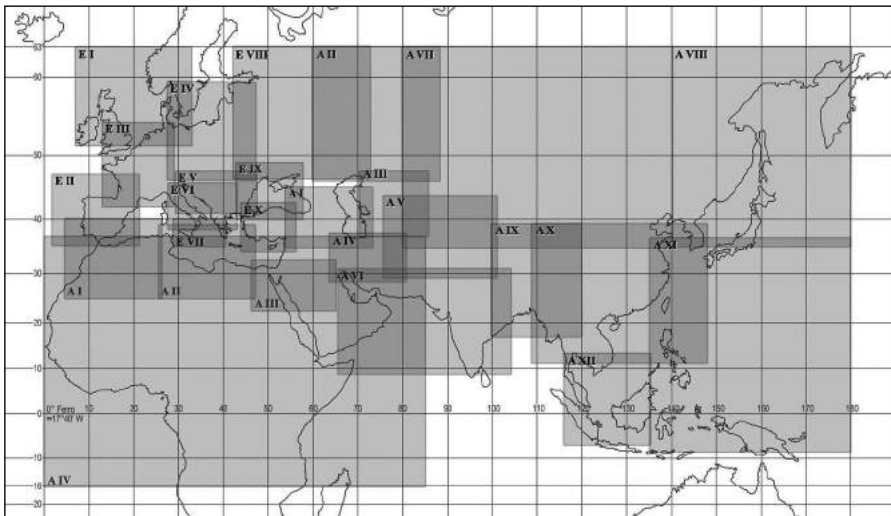 63
E I
E VIII
A II
A VII
A VIII
60
E IV
E III
50
E IX
A III
E V
E II
E VI
A I
A V
40
E X
A IX
A X
E VII
A IV
A XI
30
A VI
A I
A II
A III
20
10
A XII
0
0° Ferro
=17°40' W
10
20
30
40
50
60
70
80
90
100
110
120
130
140
150
160
170
180
10
A IV
16
20